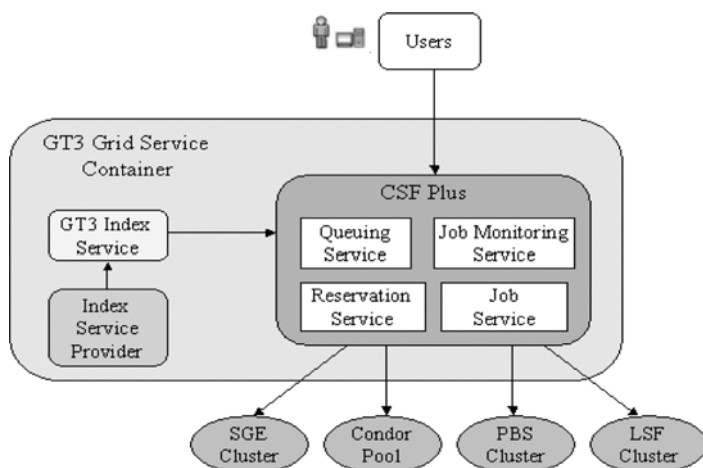 Users
GT3 Grid Service
Container
CSF Plus
GT3 Index
Service
Queuing
Service
Job Monitoring
Service
Index
Service
Provider
Reservation
Service
Job
Service
SGE
Cluster
Condor
Pool
PBS
Cluster
LSF
Cluster